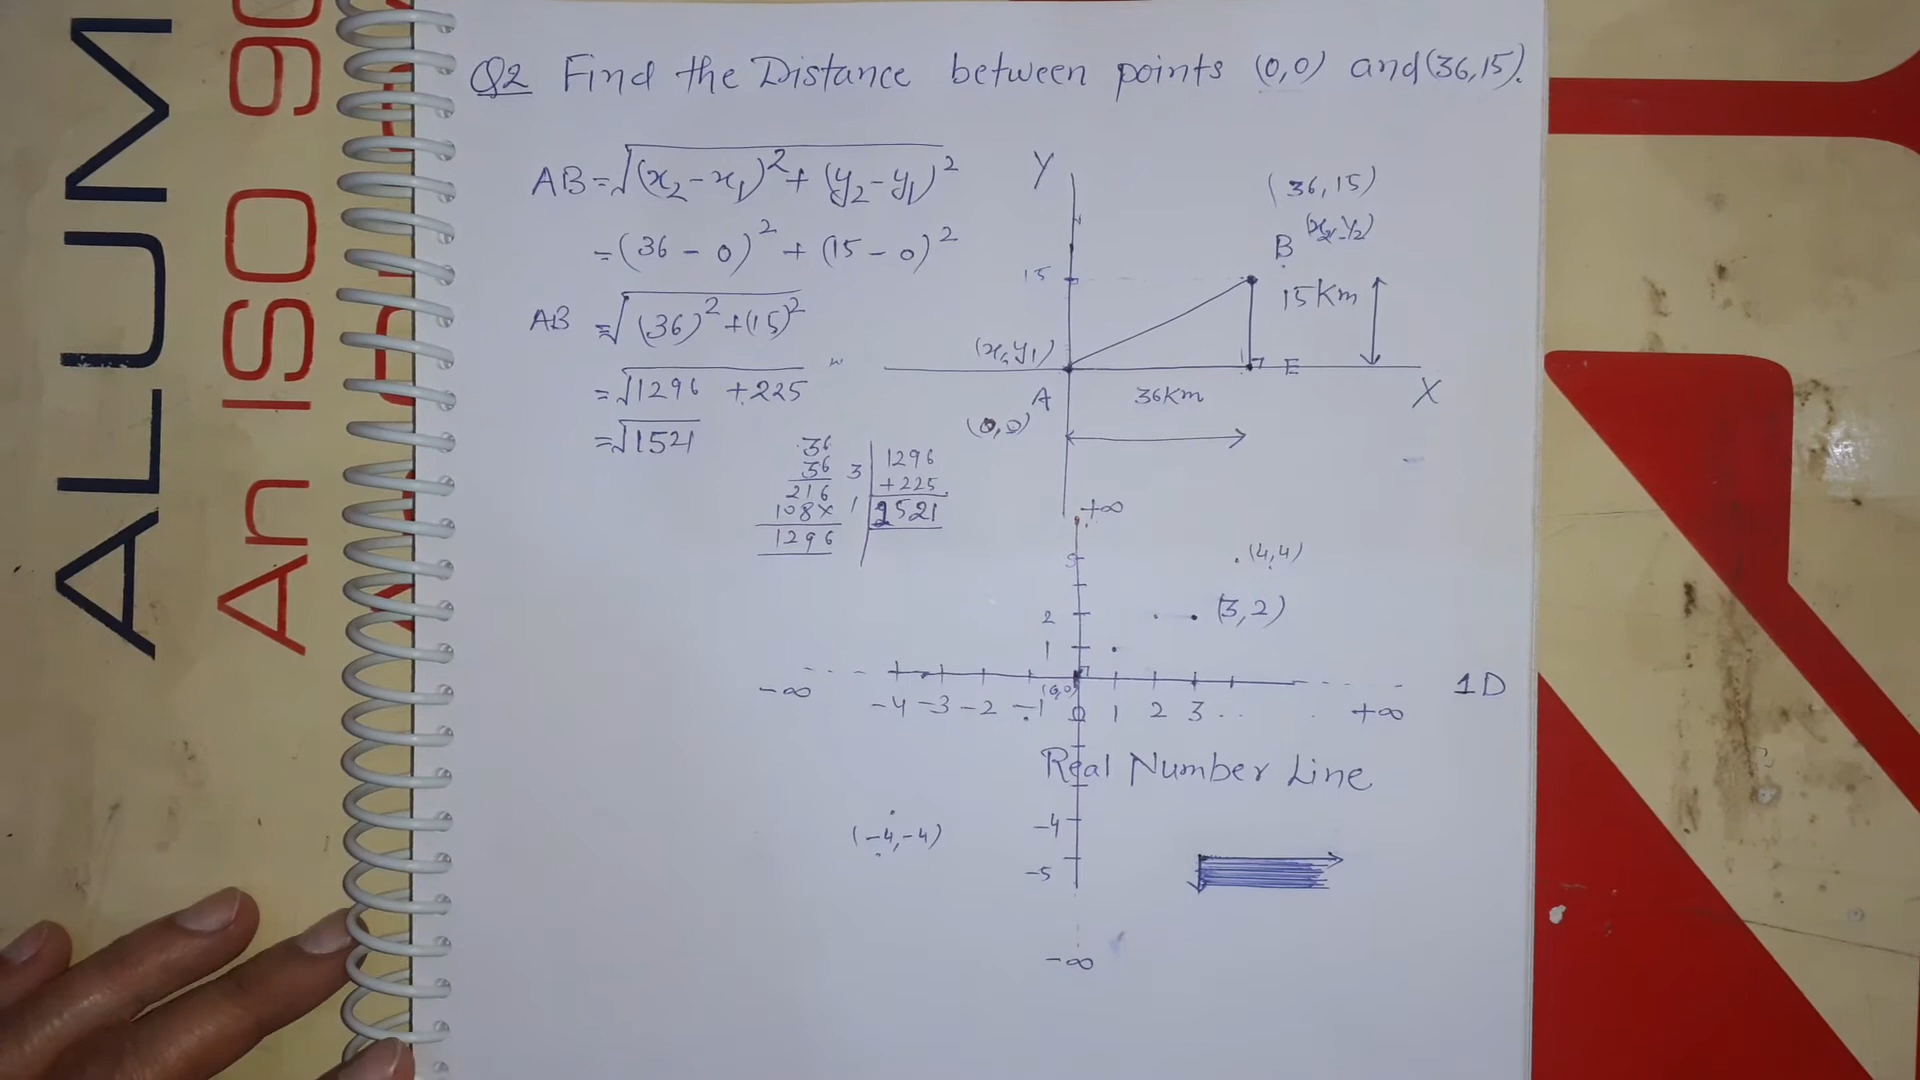 ALUM
An ISO 90
Q2 Find the Distance between points (0,0) and (36,15).
AB=√(x₂-x₁)²+(y₂-y₁)²
=(36-0)²+(15-0)²
AB =√(36)²+(15)²
=√1296 +225
=√1521
36
36
216
108×
1296
3
1
1296
+225
1521
Y
(36,15)
(x₂,y₂)
B
15
15Km
(x₁,y₁)
E
A
36Km
X
(0,0)
+∞
5
(4,4)
2
(3,2)
1
-∞
(0,0)
1D
-4 -3 -2 -1 0 1 2 3 ..
+∞
Real Number Line
(-4,-4)
-4
-5
-∞